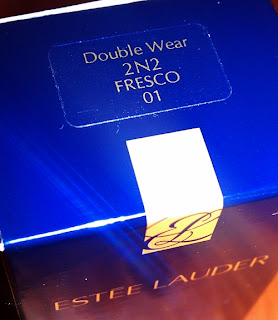 Double Wear
2N2
FRESCO
01
ESTEE LAUDER